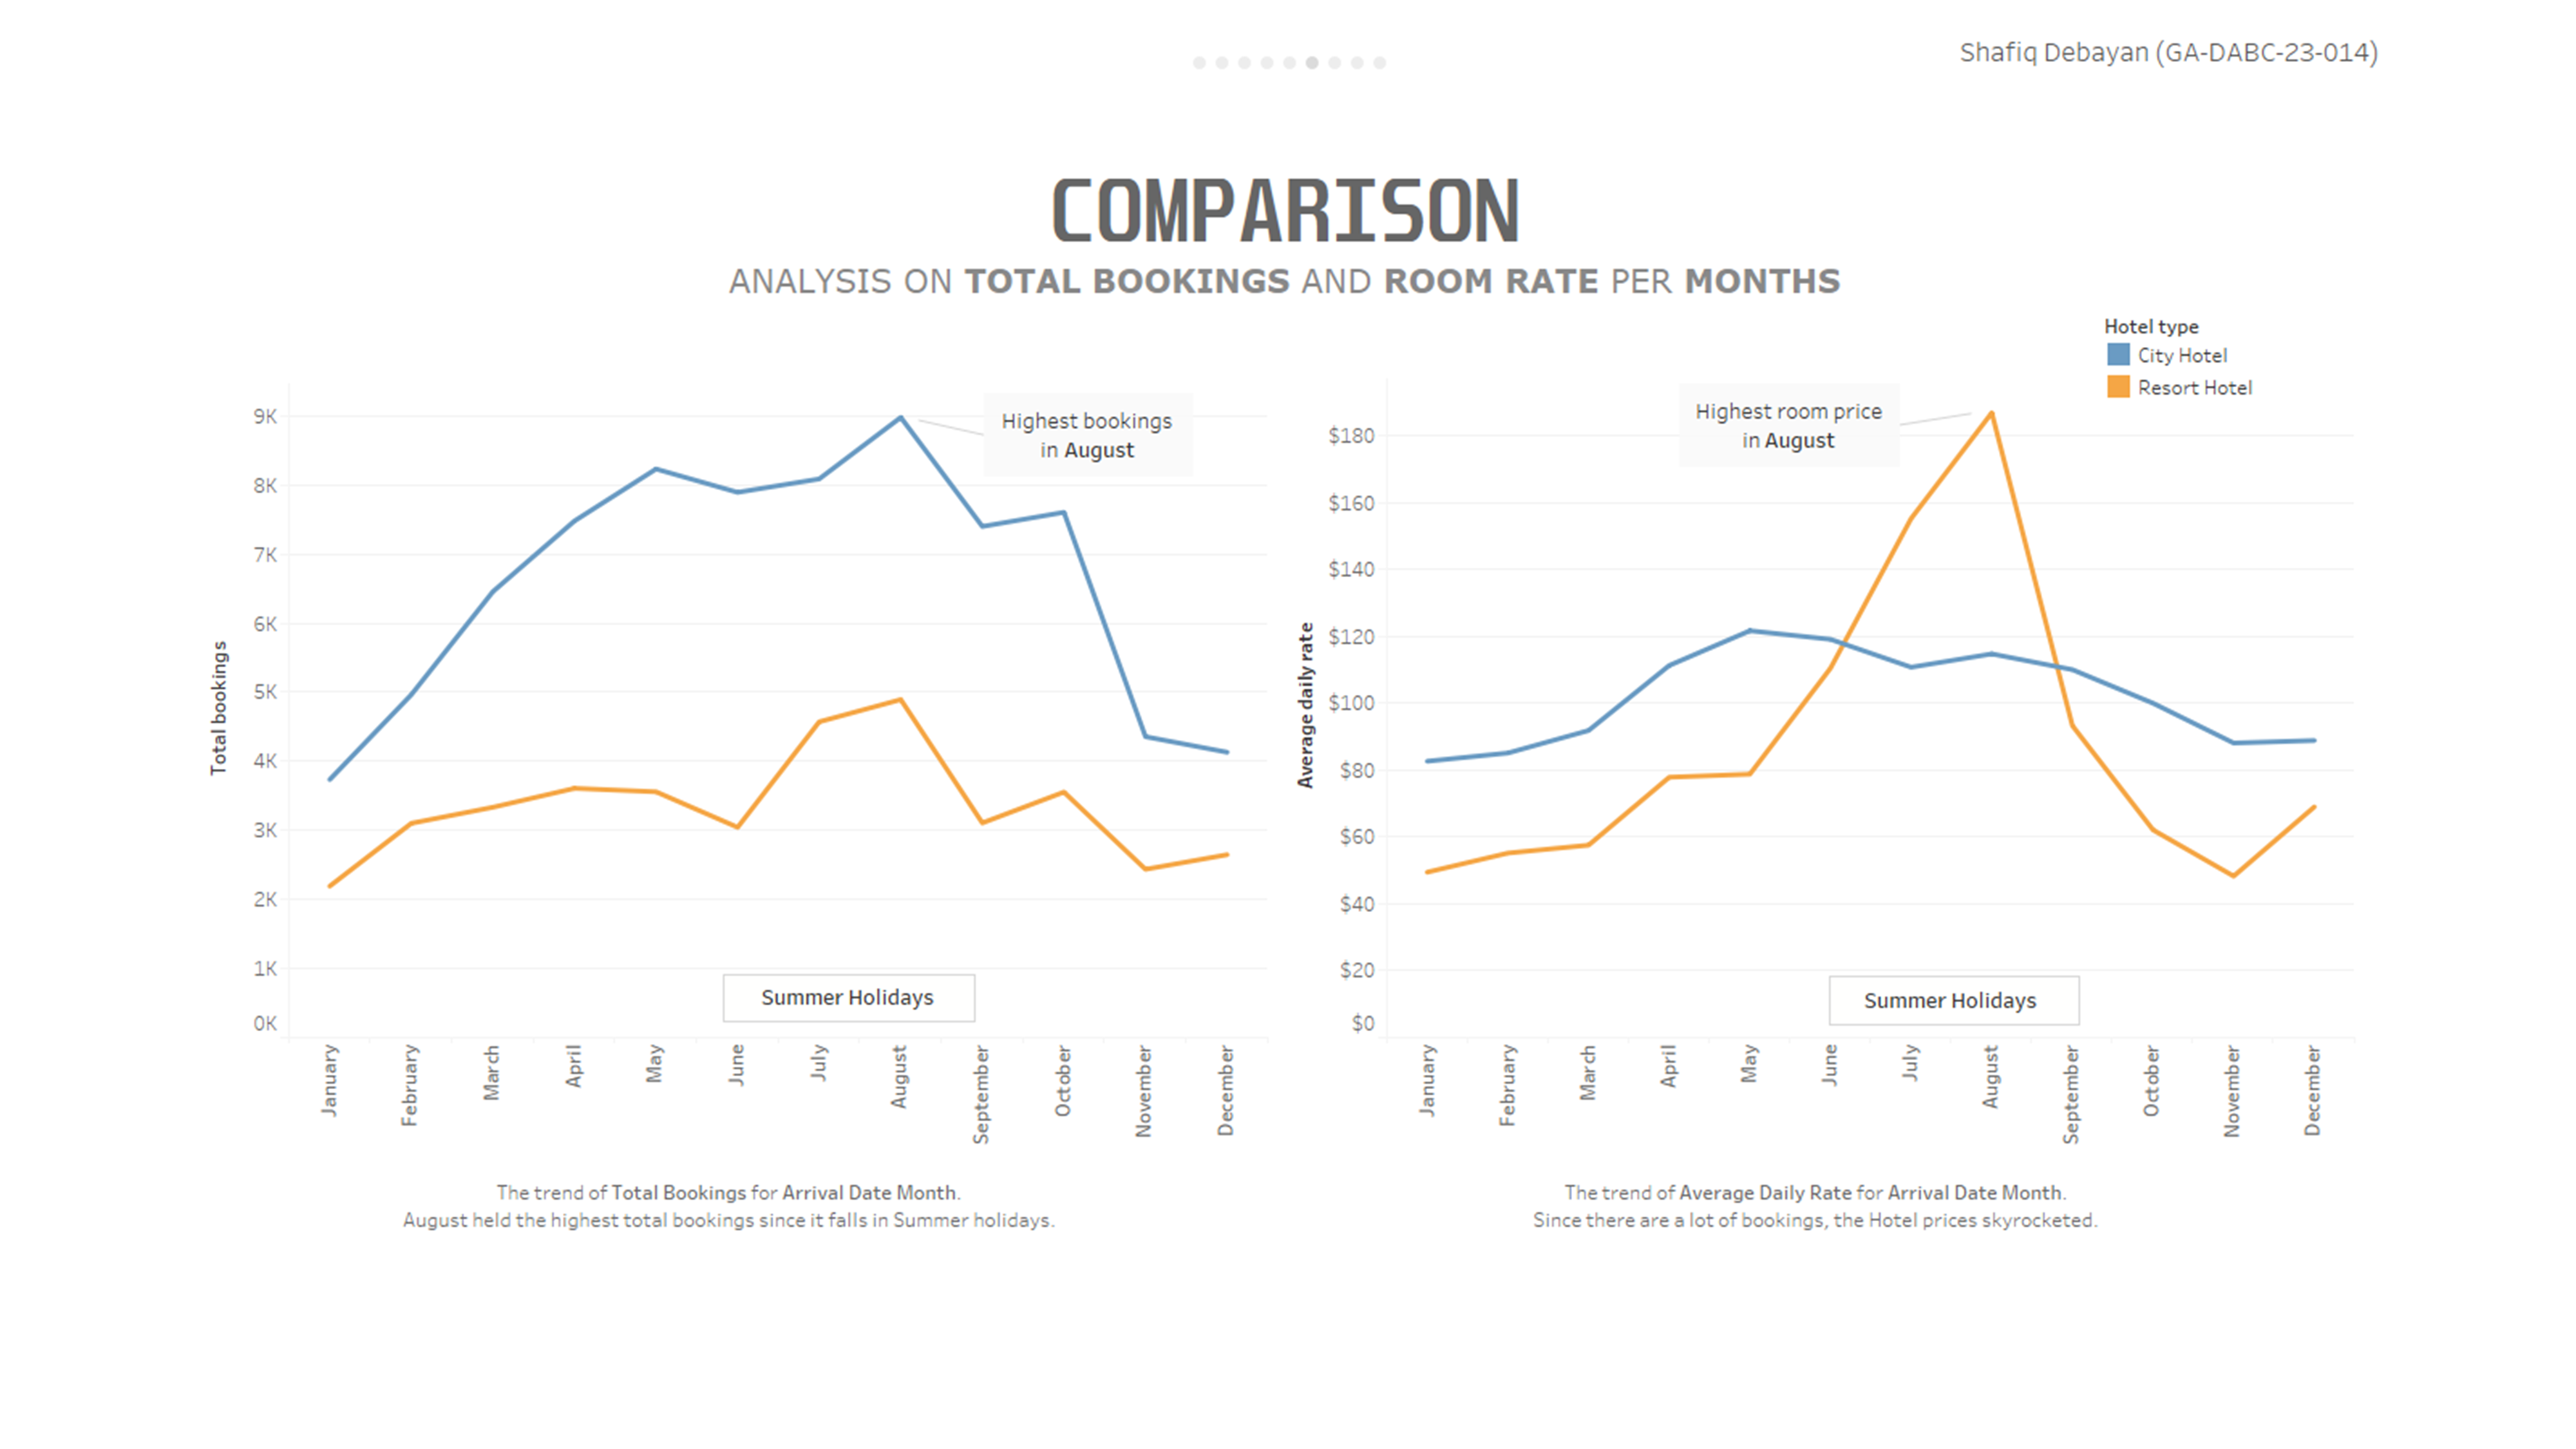 Shafiq Debayan (GA-DABC-23-014)
COMPARISON
ANALYSIS ON TOTAL BOOKINGS AND ROOM RATE PER MONTHS
Hotel type
City Hotel
Resort Hotel
Total bookings
9K
8K
7K
6K
5K
4K
3K
2K
1K
0K
Highest bookings
in August
Summer Holidays
January
February
March
April
May
June
July
August
September
October
November
December
The trend of Total Bookings for Arrival Date Month.
August held the highest total bookings since it falls in Summer holidays.
Average daily rate
$180
$160
$140
$120
$100
$80
$60
$40
$20
$0
Highest room price
in August
Summer Holidays
January
February
March
April
May
June
July
August
September
October
November
December
The trend of Average Daily Rate for Arrival Date Month.
Since there are a lot of bookings, the Hotel prices skyrocketed.